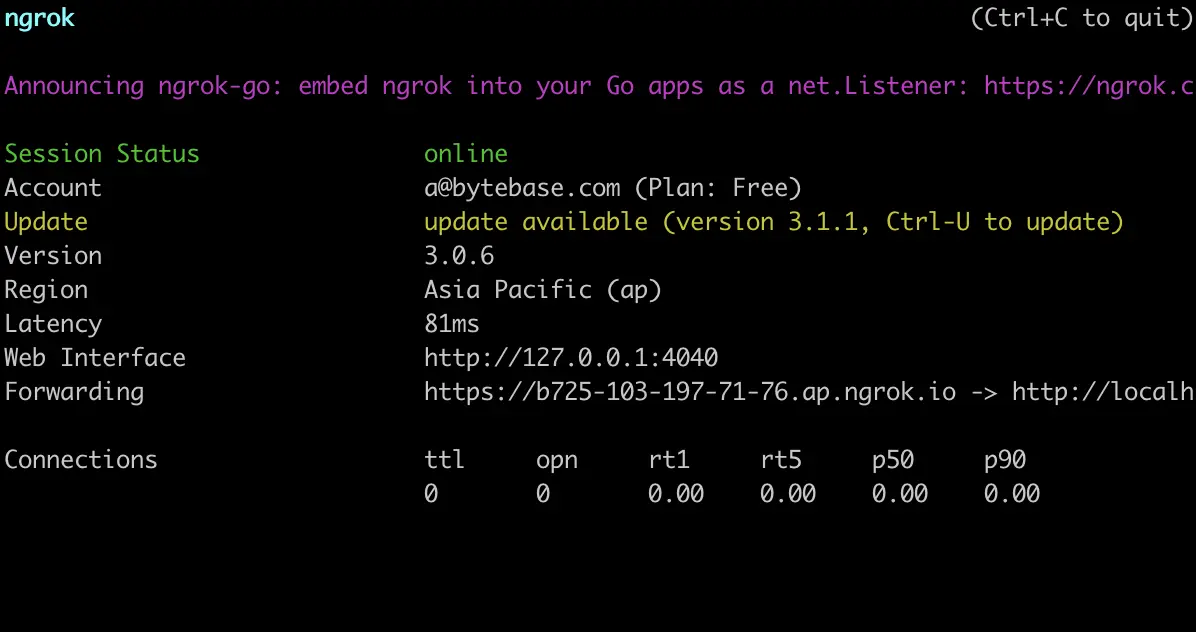 ngrok (Ctrl+C to quit)
Announcing ngrok-go: embed ngrok into your Go apps as a net.Listener: https://ngrok.c
Session Status online
Account a@bytebase.com (Plan: Free)
Update update available (version 3.1.1, Ctrl-U to update)
Version 3.0.6
Region Asia Pacific (ap)
Latency 81ms
Web Interface http://127.0.0.1:4040
Forwarding https://b725-103-197-71-76.ap.ngrok.io -> http://localh
Connections ttl opn rt1 rt5 p50 p90
0 0 0.00 0.00 0.00 0.00